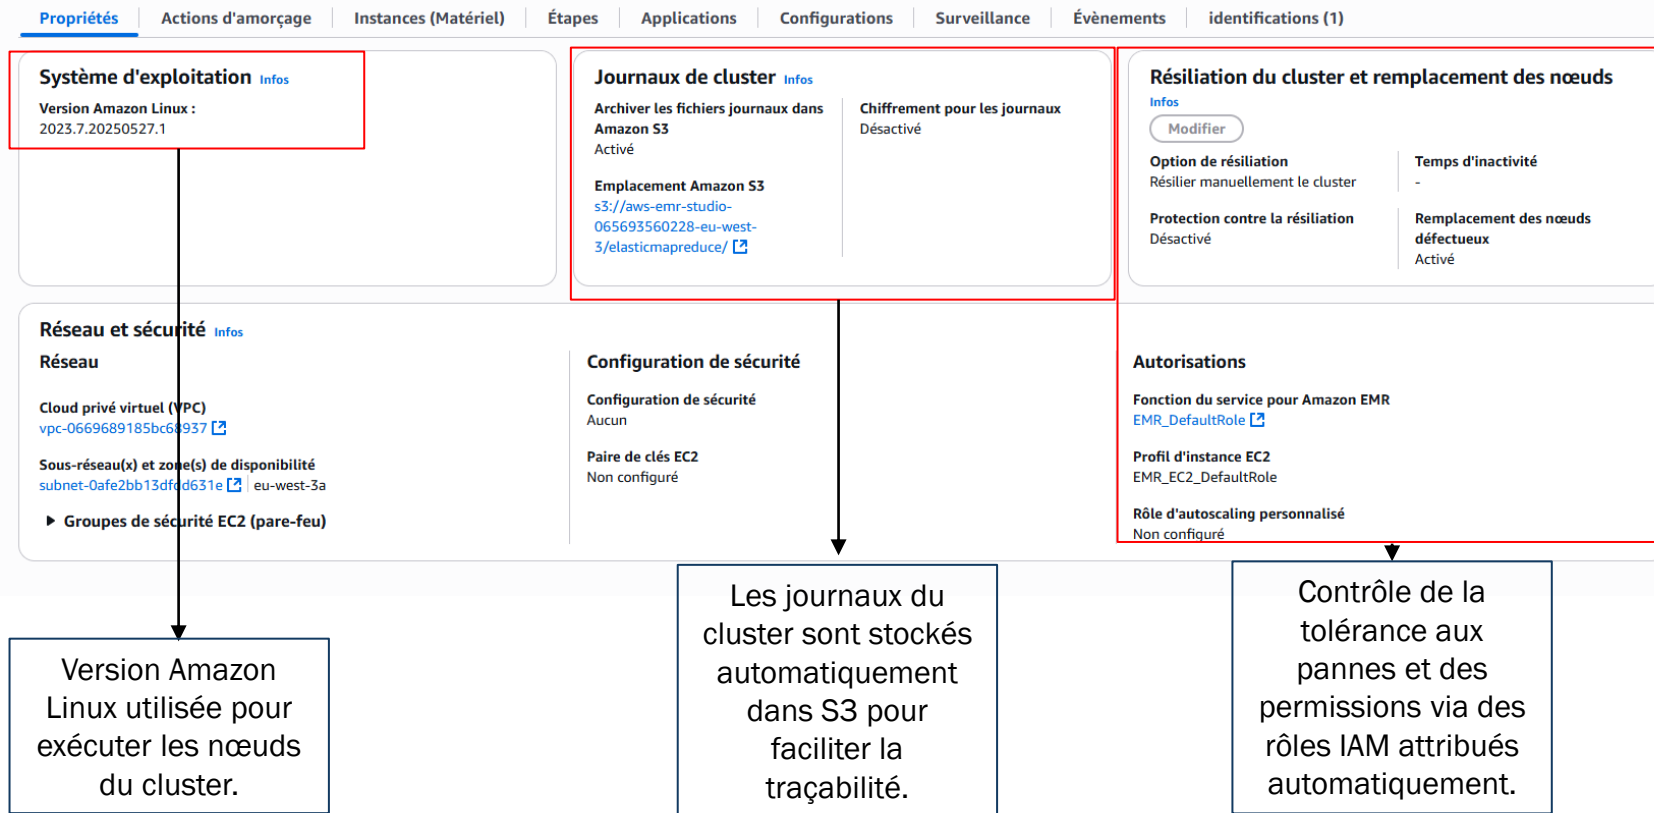 Propriétés Actions d'amorçage Instances (Matériel) Étapes Applications Configurations Surveillance Évènements identifications (1)
Système d'exploitation Infos
Version Amazon Linux :
2023.7.20250527.1
Journaux de cluster Infos
Archiver les fichiers journaux dans
Amazon S3
Activé
Emplacement Amazon S3
s3://aws-emr-studio-
065693560228-eu-west-
3/elasticmapreduce/
Chiffrement pour les journaux
Désactivé
Résiliation du cluster et remplacement des nœuds
Infos
Modifier
Option de résiliation
Résilier manuellement le cluster
Temps d'inactivité
-
Protection contre la résiliation
Désactivé
Remplacement des nœuds
défectueux
Activé
Réseau et sécurité Infos
Réseau
Cloud privé virtuel (VPC)
vpc-0669689185bc68937
Sous-réseau(x) et zone(s) de disponibilité
subnet-0afe2bb13dfdd631e eu-west-3a
Groupes de sécurité EC2 (pare-feu)
Configuration de sécurité
Configuration de sécurité
Aucun
Paire de clés EC2
Non configuré
Autorisations
Fonction du service pour Amazon EMR
EMR_DefaultRole
Profil d'instance EC2
EMR_EC2_DefaultRole
Rôle d'autoscaling personnalisé
Non configuré
Version Amazon
Linux utilisée pour
exécuter les nœuds
du cluster.
Les journaux du
cluster sont stockés
automatiquement
dans S3 pour
faciliter la
traçabilité.
Contrôle de la
tolérance aux
pannes et des
permissions via des
rôles IAM attribués
automatiquement.